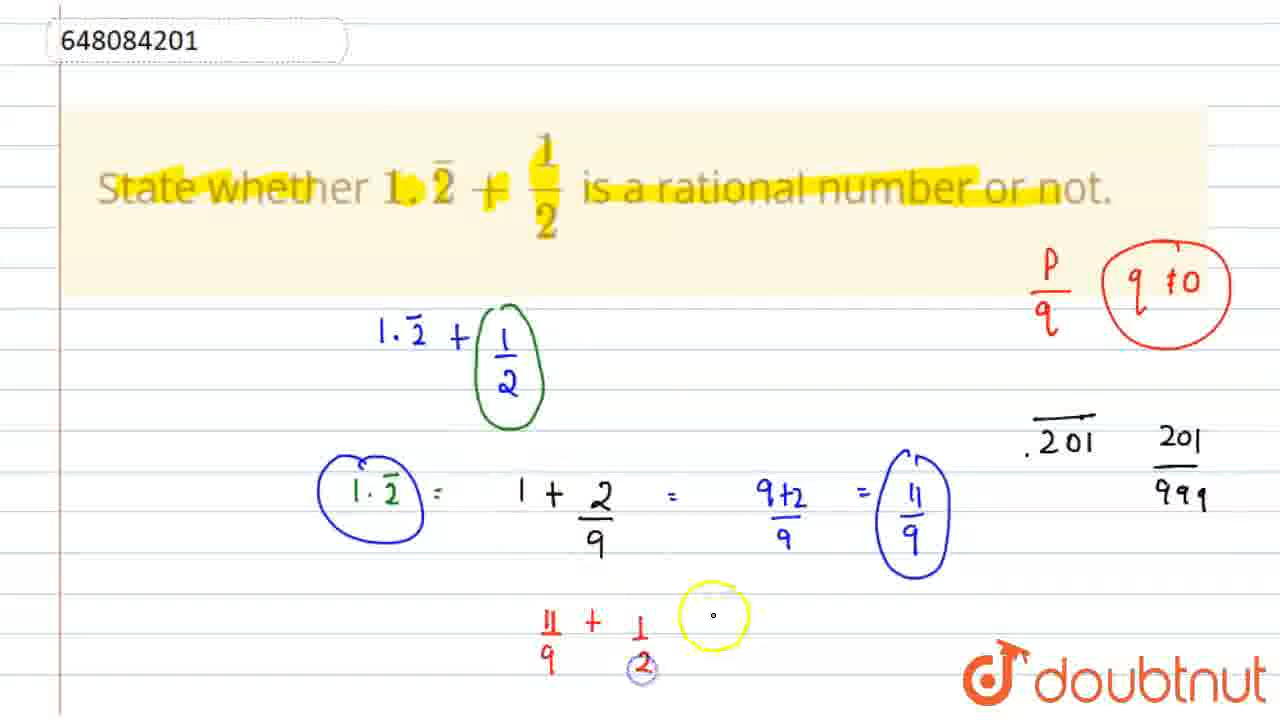 648084201
State whether 1.2̅ + 1/2 is a rational number or not.
p/q q ≠ 0
1.2̅ + 1/2
.2̅0̅1̅ 201/999
1.2̅ = 1 + 2/9 = 9+2/9 = 11/9
11/9 + 1/2
doubtnut